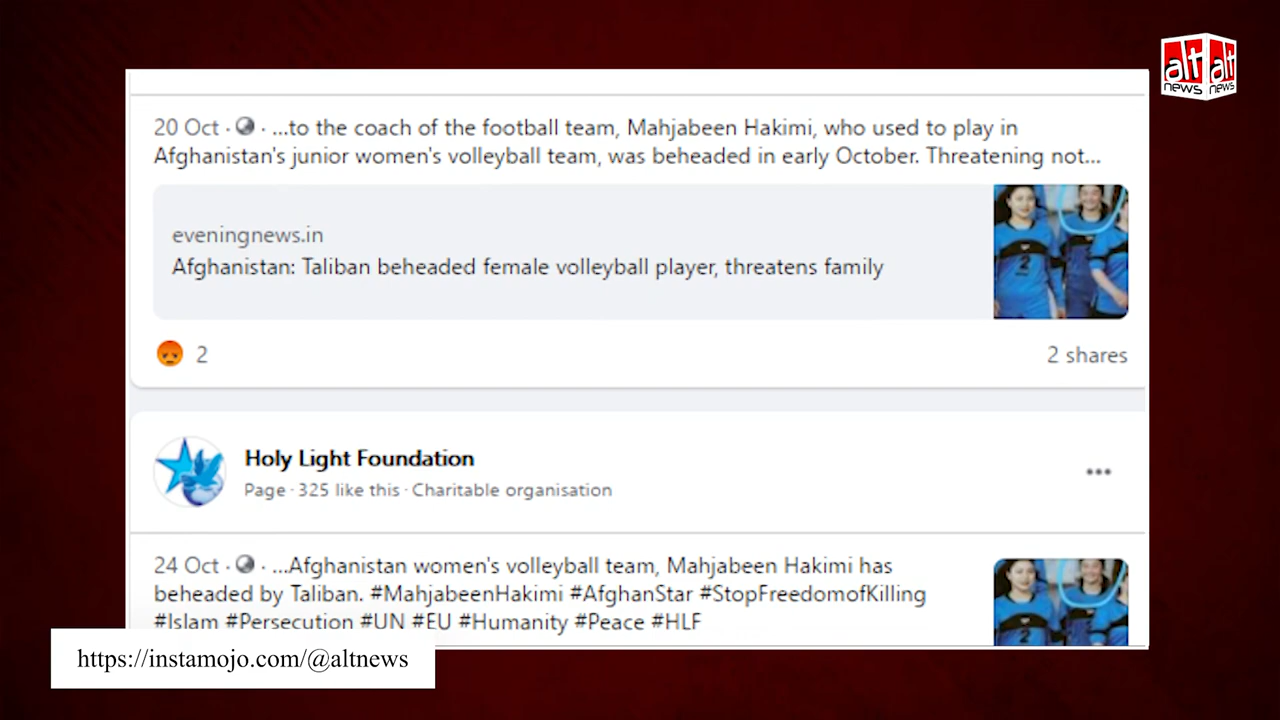 alt alt
news news
20 Oct · · ...to the coach of the football team, Mahjabeen Hakimi, who used to play in
Afghanistan's junior women's volleyball team, was beheaded in early October. Threatening not...
eveningnews.in
Afghanistan: Taliban beheaded female volleyball player, threatens family
2
2
2 shares
Holy Light Foundation
Page · 325 like this · Charitable organisation
24 Oct · · ...Afghanistan women's volleyball team, Mahjabeen Hakimi has
beheaded by Taliban. #MahjabeenHakimi #AfghanStar #StopFreedomofKilling
#Islam #Persecution #UN #EU #Humanity #Peace #HLF
2
https://instamojo.com/@altnews